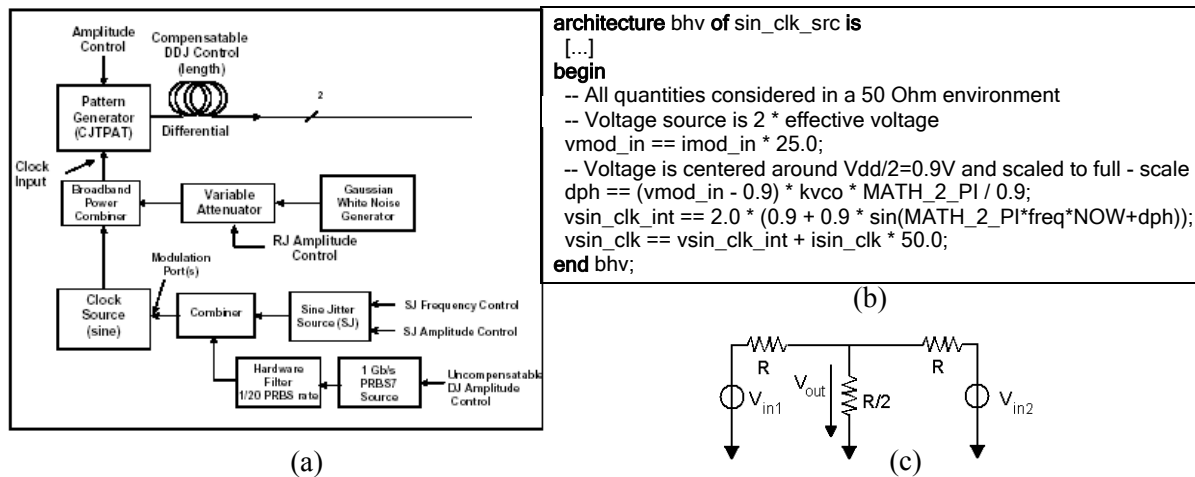 Amplitude
Control
Compensatable
DDJ Control
(length)
Pattern
Generator
(CJTPAT)
2
Differential
Clock
Input
Broadband
Power
Combiner
Variable
Attenuator
Gaussian
White Noise
Generator
RJ Amplitude
Control
Modulation
Port(s)
Clock
Source
(sine)
Combiner
Sine Jitter
Source (SJ)
SJ Frequency Control
SJ Amplitude Control
Hardware
Filter
1/20 PRBS rate
1 Gb/s
PRBS7
Source
Uncompensatable
DJ Amplitude
Control
(a)
architecture bhv of sin_clk_src is
[...]
begin
-- All quantities considered in a 50 Ohm environment
-- Voltage source is 2 * effective voltage
vmod_in == imod_in * 25.0;
-- Voltage is centered around Vdd/2=0.9V and scaled to full - scale
dph == (vmod_in - 0.9) * kvco * MATH_2_PI / 0.9;
vsin_clk_int == 2.0 * (0.9 + 0.9 * sin(MATH_2_PI*freq*NOW+dph));
vsin_clk == vsin_clk_int + isin_clk * 50.0;
end bhv;
(b)
R
R
Vin1
Vout
R/2
Vin2
(c)